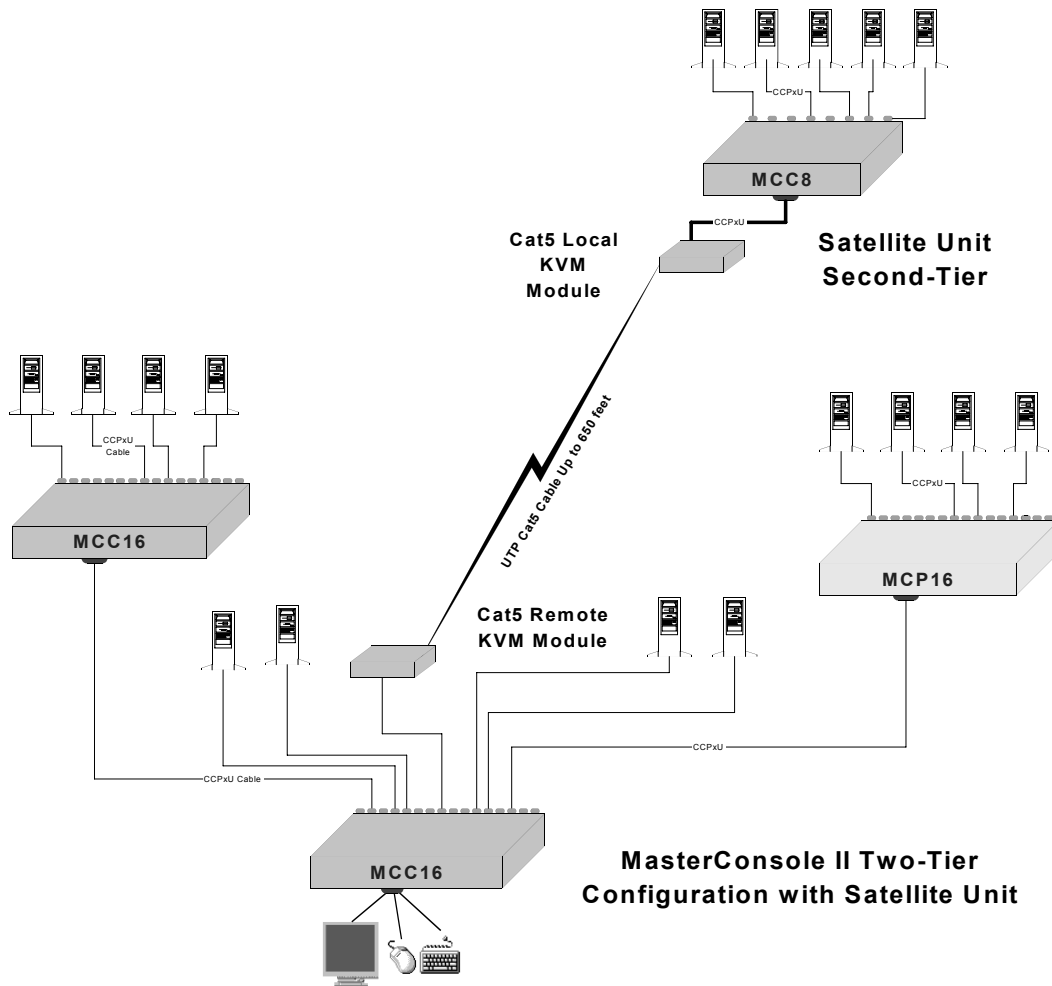 CCPxU
MCC8
CCPxU
Cat5 Local
KVM
Module
Satellite Unit
Second-Tier
UTP Cat5 Cable Up to 650 feet
CCPxU
Cable
MCC16
CCPxU
MCP16
Cat5 Remote
KVM Module
CCPxU Cable
CCPxU
MCC16
MasterConsole II Two-Tier
Configuration with Satellite Unit